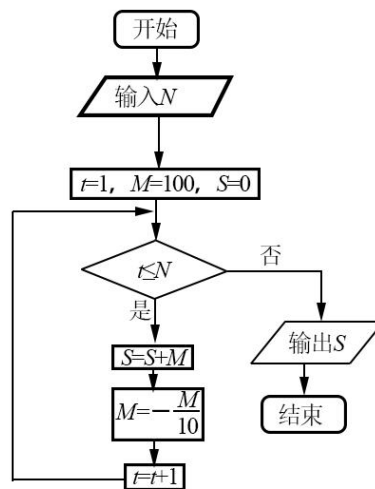 开始
输入N
t=1, M=100, S=0
t≤N
否
是
S=S+M
输出S
M=-M/10
结束
t=t+1